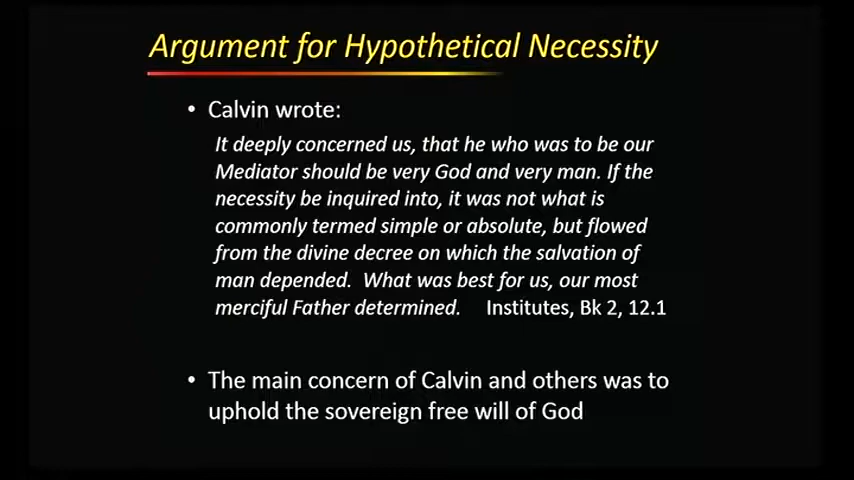 Argument for Hypothetical Necessity
• Calvin wrote:
It deeply concerned us, that he who was to be our
Mediator should be very God and very man. If the
necessity be inquired into, it was not what is
commonly termed simple or absolute, but flowed
from the divine decree on which the salvation of
man depended.  What was best for us, our most
merciful Father determined.    Institutes, Bk 2, 12.1
• The main concern of Calvin and others was to
uphold the sovereign free will of God